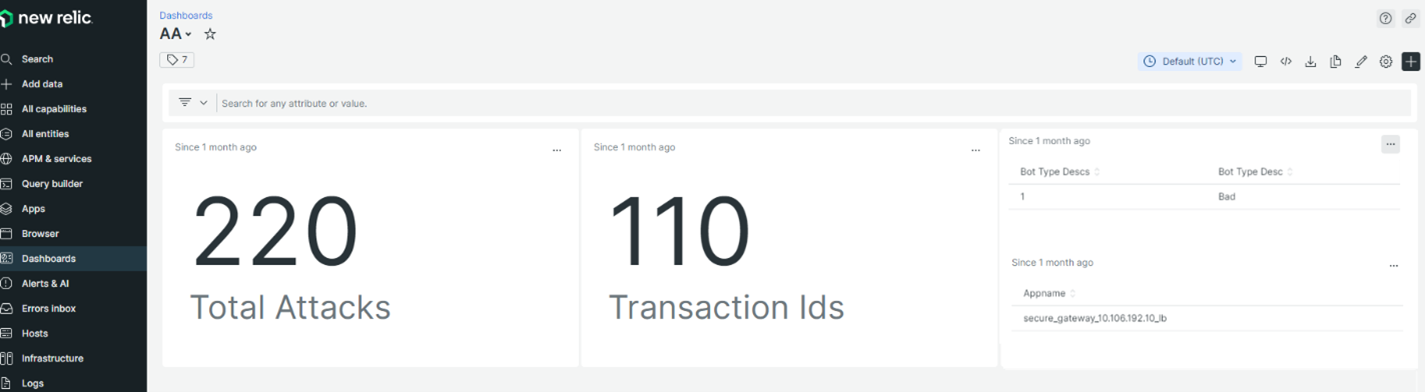 new relic.
Search
Add data
All capabilities
All entities
APM & services
Query builder
Apps
Browser
Dashboards
Alerts & AI
Errors inbox
Hosts
Infrastructure
Logs
Dashboards
AA
7
Default (UTC)
Search for any attribute or value.
Since 1 month ago
220
Total Attacks
Since 1 month ago
110
Transaction Ids
Since 1 month ago
Bot Type Descs Bot Type Desc
1 Bad
Since 1 month ago
Appname
secure_gateway_10.106.192.10_lb